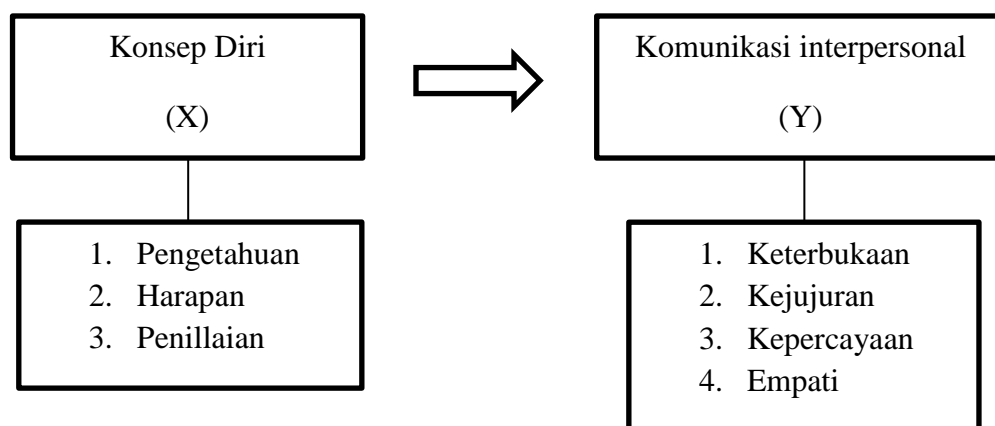 Konsep Diri
(X)
Komunikasi interpersonal
(Y)
1. Pengetahuan
2. Harapan
3. Penillaian
1. Keterbukaan
2. Kejujuran
3. Kepercayaan
4. Empati